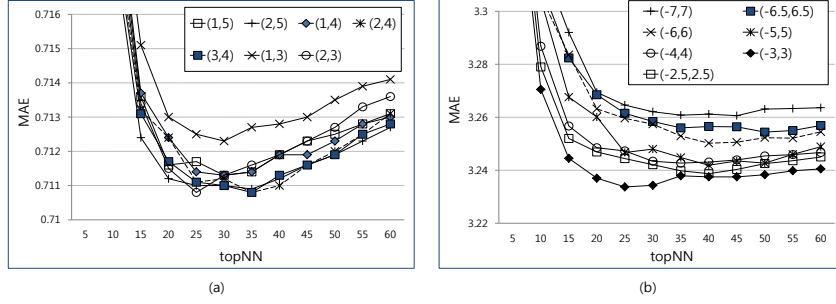 0.716
0.715
0.714
0.713
0.712
0.711
0.71
MAE
(1,5) (2,5) (1,4) (2,4)
(3,4) (1,3) (2,3)
5 10 15 20 25 30 35 40 45 50 55 60
topNN
(a)
3.3
3.28
3.26
3.24
3.22
MAE
(-7,7) (-6.5,6.5)
(-6,6) (-5,5)
(-4,4) (-3,3)
(-2.5,2.5)
5 10 15 20 25 30 35 40 45 50 55 60
topNN
(b)